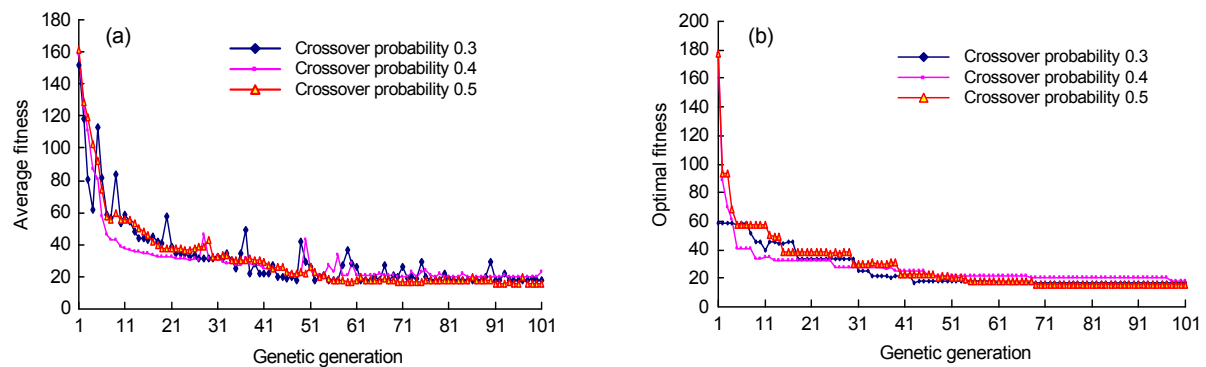 (a)
Average fitness
180
160
140
120
100
80
60
40
20
0
1 11 21 31 41 51 61 71 81 91 101
Genetic generation
Crossover probability 0.3
Crossover probability 0.4
Crossover probability 0.5
(b)
Optimal fitness
200
180
160
140
120
100
80
60
40
20
0
1 11 21 31 41 51 61 71 81 91 101
Genetic generation
Crossover probability 0.3
Crossover probability 0.4
Crossover probability 0.5